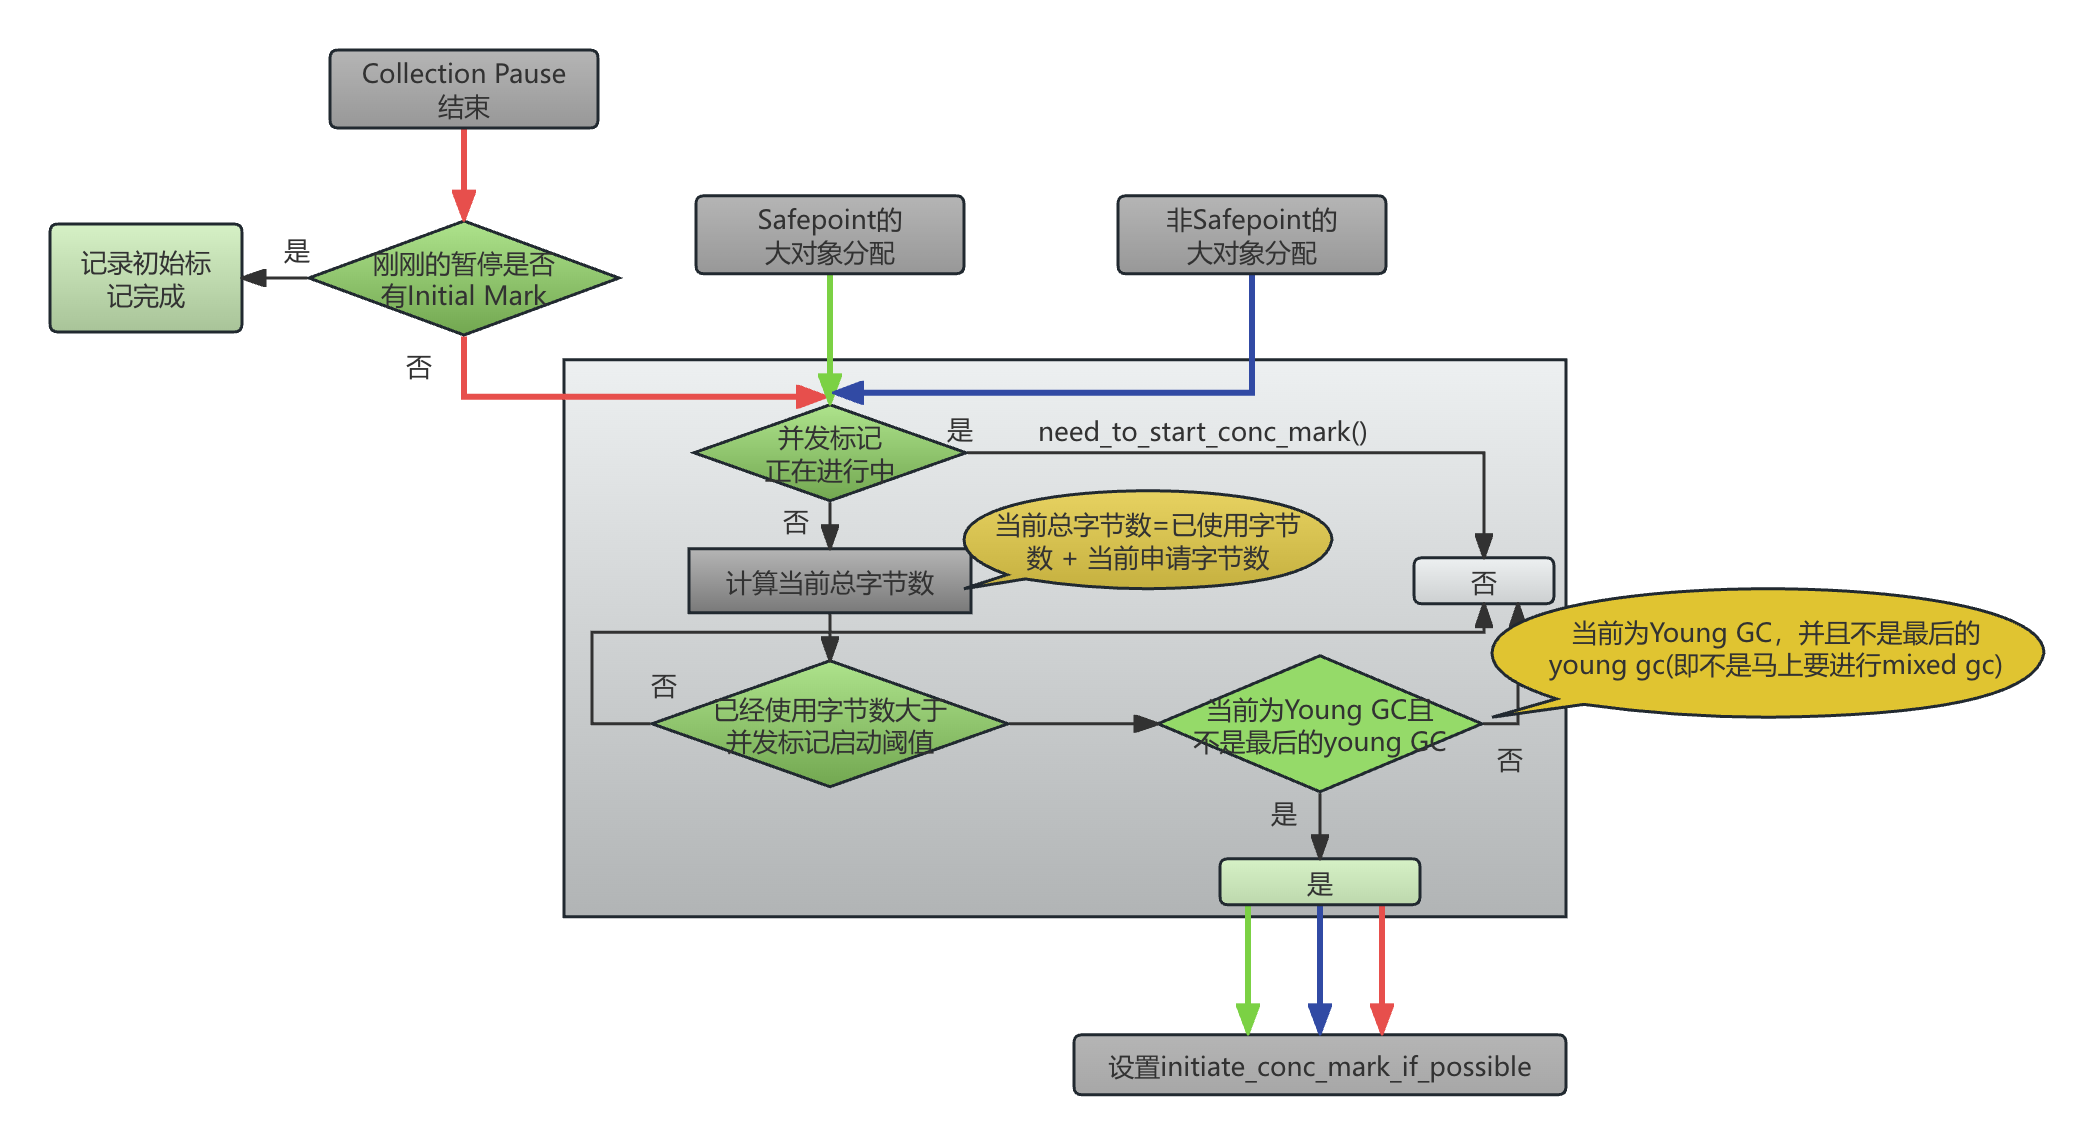 Collection Pause
结束
Safepoint的
大对象分配
非Safepoint的
大对象分配
记录初始标
记完成
是
刚刚的暂停是否
有Initial Mark
否
并发标记
正在进行中
是
need_to_start_conc_mark()
否
当前总字节数=已使用字节
数 + 当前申请字节数
计算当前总字节数
否
当前为Young GC，并且不是最后的
young gc(即不是马上要进行mixed gc)
否
已经使用字节数大于
并发标记启动阈值
当前为Young GC且
不是最后的young GC
否
是
是
设置initiate_conc_mark_if_possible